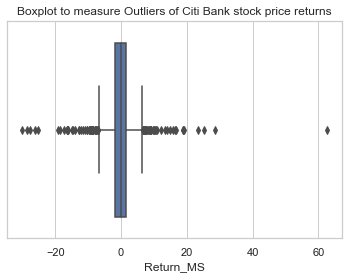 Boxplot to measure Outliers of Citi Bank stock price returns
−20 0 20 40 60
Return_MS